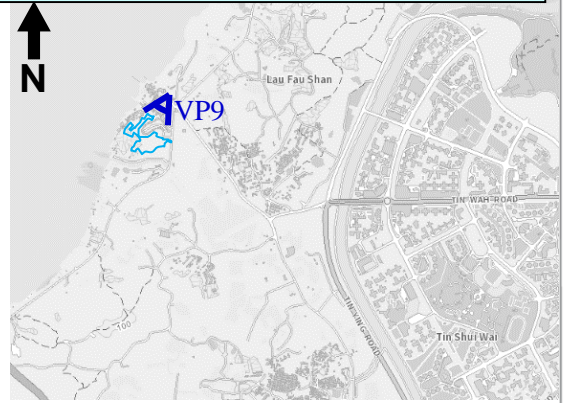 N
Lau Fau Shan
VP9
TIN WAH ROAD
TIN YING ROAD
100
Tin Shui Wai